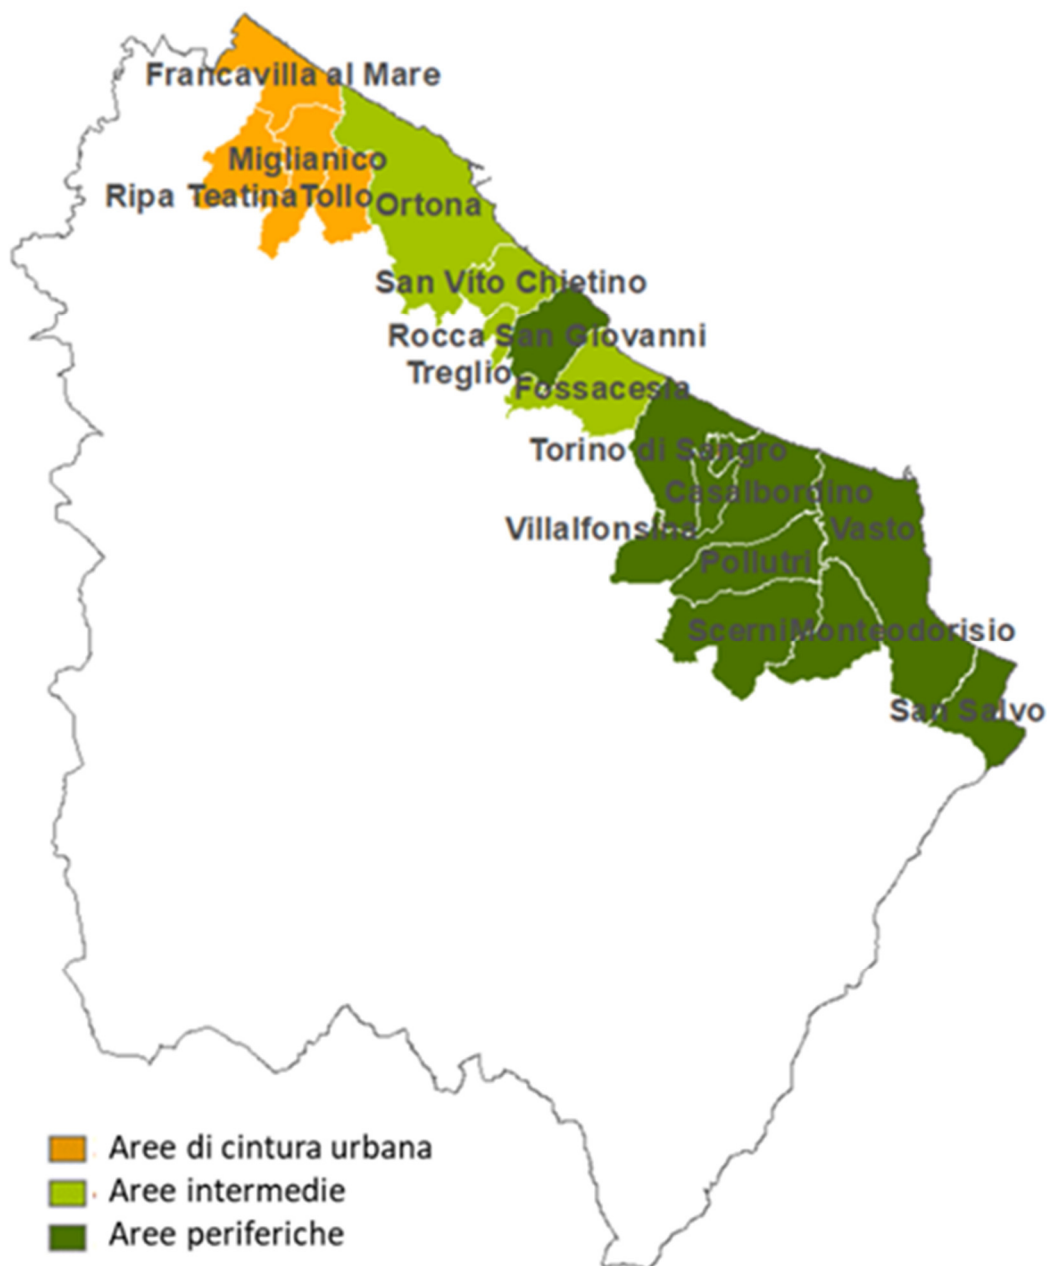 Francavilla al Mare
Miglianico
Ripa Teatina
Tollo
Ortona
San Vito Chietino
Rocca San Giovanni
Treglio
Fossacesia
Torino di Sangro
Casalbordino
Villalfonsina
Vasto
Pollutri
Scerni
Monteodorisio
San Salvo
Aree di cintura urbana
Aree intermedie
Aree periferiche